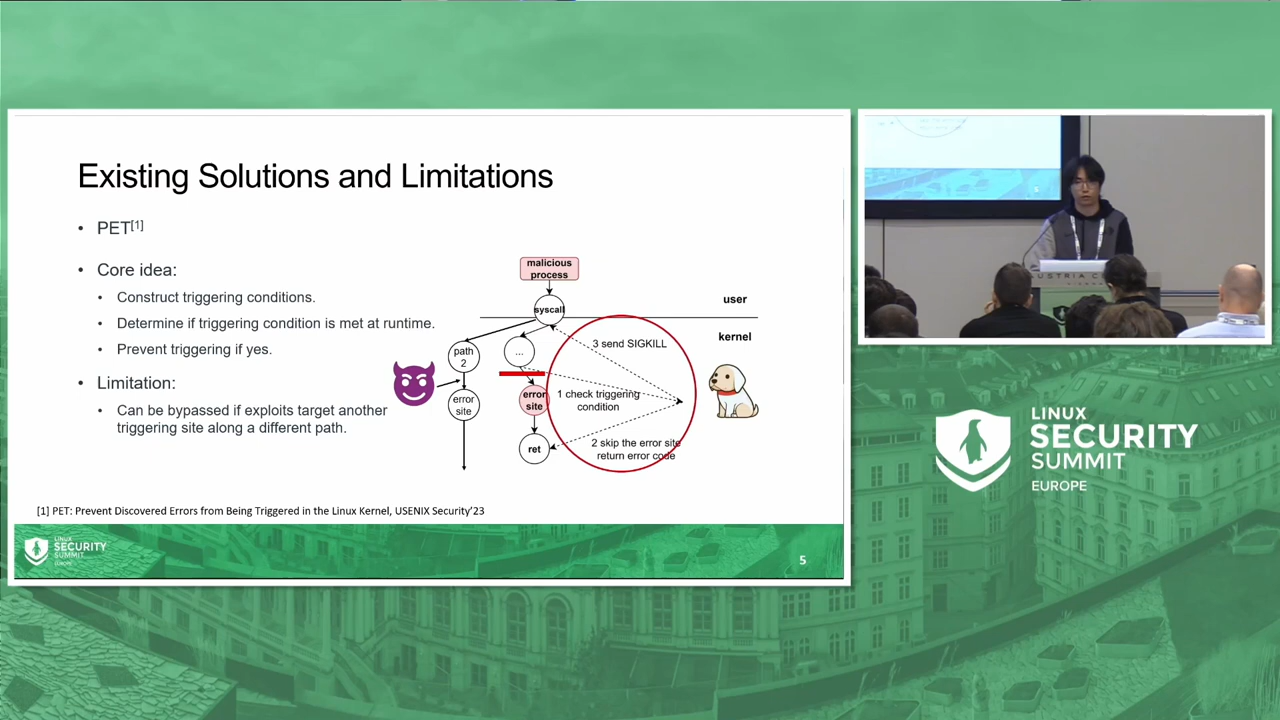 Existing Solutions and Limitations
• PET[1]
• Core idea:
• Construct triggering conditions.
• Determine if triggering condition is met at runtime.
• Prevent triggering if yes.
• Limitation:
• Can be bypassed if exploits target another
triggering site along a different path.
malicious
process
syscall
user
kernel
path
2
...
3 send SIGKILL
error
site
error
site
1 check triggering
condition
ret
2 skip the error site
return error code
[1] PET: Prevent Discovered Errors from Being Triggered in the Linux Kernel, USENIX Security'23
LINUX
SECURITY
SUMMIT
EUROPE
5
LINUX
SECURITY
SUMMIT
EUROPE